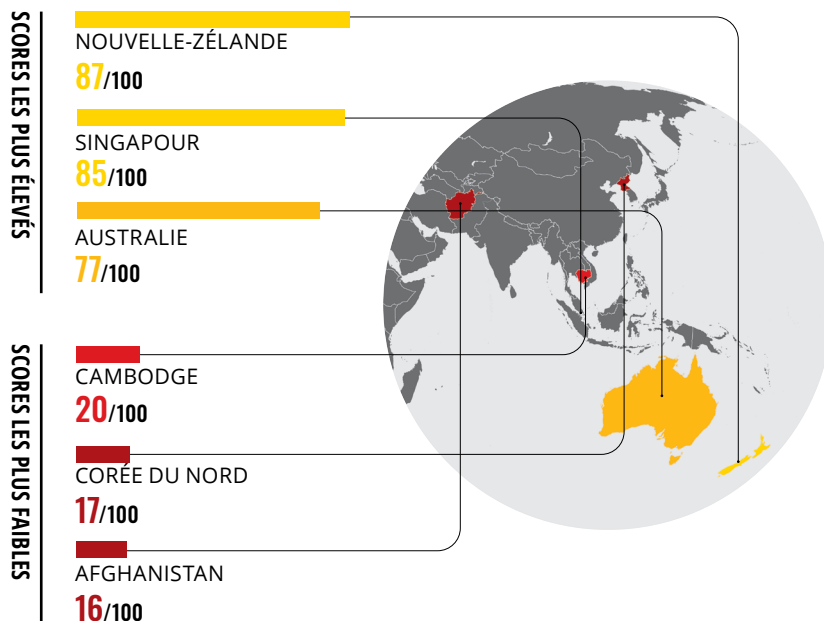 SCORES LES PLUS ÉLEVÉS
NOUVELLE-ZÉLANDE
87/100
SINGAPOUR
85/100
AUSTRALIE
77/100
SCORES LES PLUS FAIBLES
CAMBODGE
20/100
CORÉE DU NORD
17/100
AFGHANISTAN
16/100